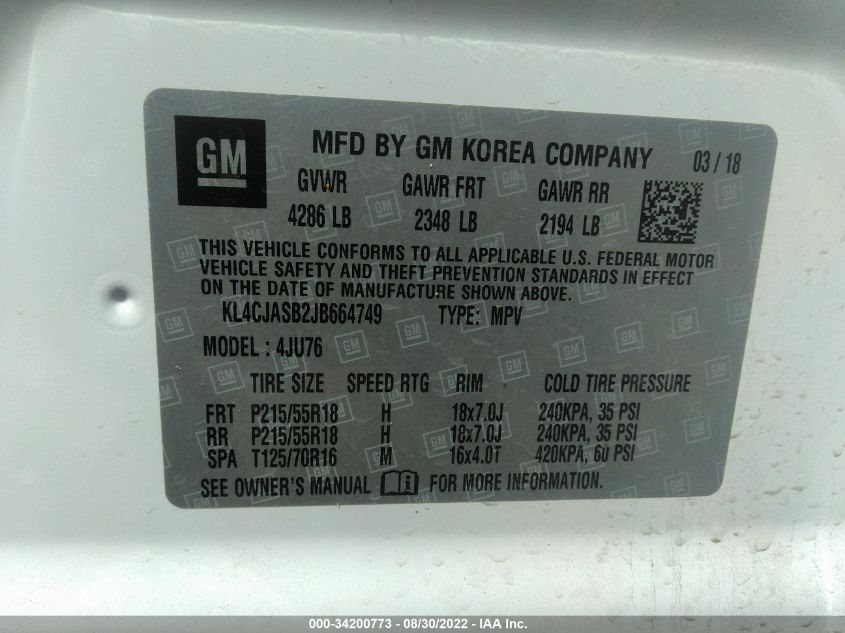 GM
MFD BY GM KOREA COMPANY 03/18
GVWR GAWR FRT GAWR RR
4286 LB 2348 LB 2194 LB
THIS VEHICLE CONFORMS TO ALL APPLICABLE U.S. FEDERAL MOTOR
VEHICLE SAFETY AND THEFT PREVENTION STANDARDS IN EFFECT
ON THE DATE OF MANUFACTURE SHOWN ABOVE.
KL4CJASB2JB664749 TYPE: MPV
MODEL: 4JU76
TIRE SIZE SPEED RTG RIM COLD TIRE PRESSURE
FRT P215/55R18 H 18x7.0J 240KPA, 35 PSI
RR P215/55R18 H 18x7.0J 240KPA, 35 PSI
SPA T125/70R16 M 16x4.0T 420KPA, 60 PSI
SEE OWNER'S MANUAL FOR MORE INFORMATION.
000-34200773 - 08/30/2022 - IAA Inc.